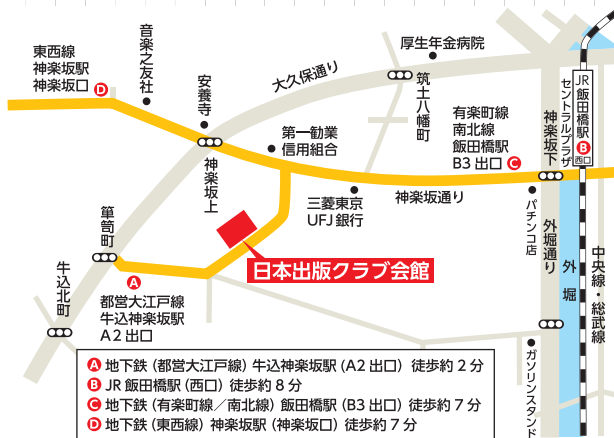 東西線
神楽坂駅
神楽坂口 D
音楽之友社
安養寺
大久保通り
厚生年金病院
筑土八幡町
有楽町線
南北線
飯田橋駅
B3 出口 C
神楽坂下
セントラルプラザ
JR飯田橋駅
B
西口
第一勧業
信用組合
神楽坂上
三菱東京
UFJ銀行
神楽坂通り
パチンコ店
外堀通り
外堀
中央線・総武線
箪笥町
牛込北町
A
都営大江戸線
牛込神楽坂駅
A2 出口
日本出版クラブ会館
ガソリンスタンド
A 地下鉄（都営大江戸線）牛込神楽坂駅（A2 出口）徒歩約 2 分
B JR 飯田橋駅（西口）徒歩約 8 分
C 地下鉄（有楽町線／南北線）飯田橋駅（B3 出口）徒歩約 7 分
D 地下鉄（東西線）神楽坂駅（神楽坂口）徒歩約 7 分